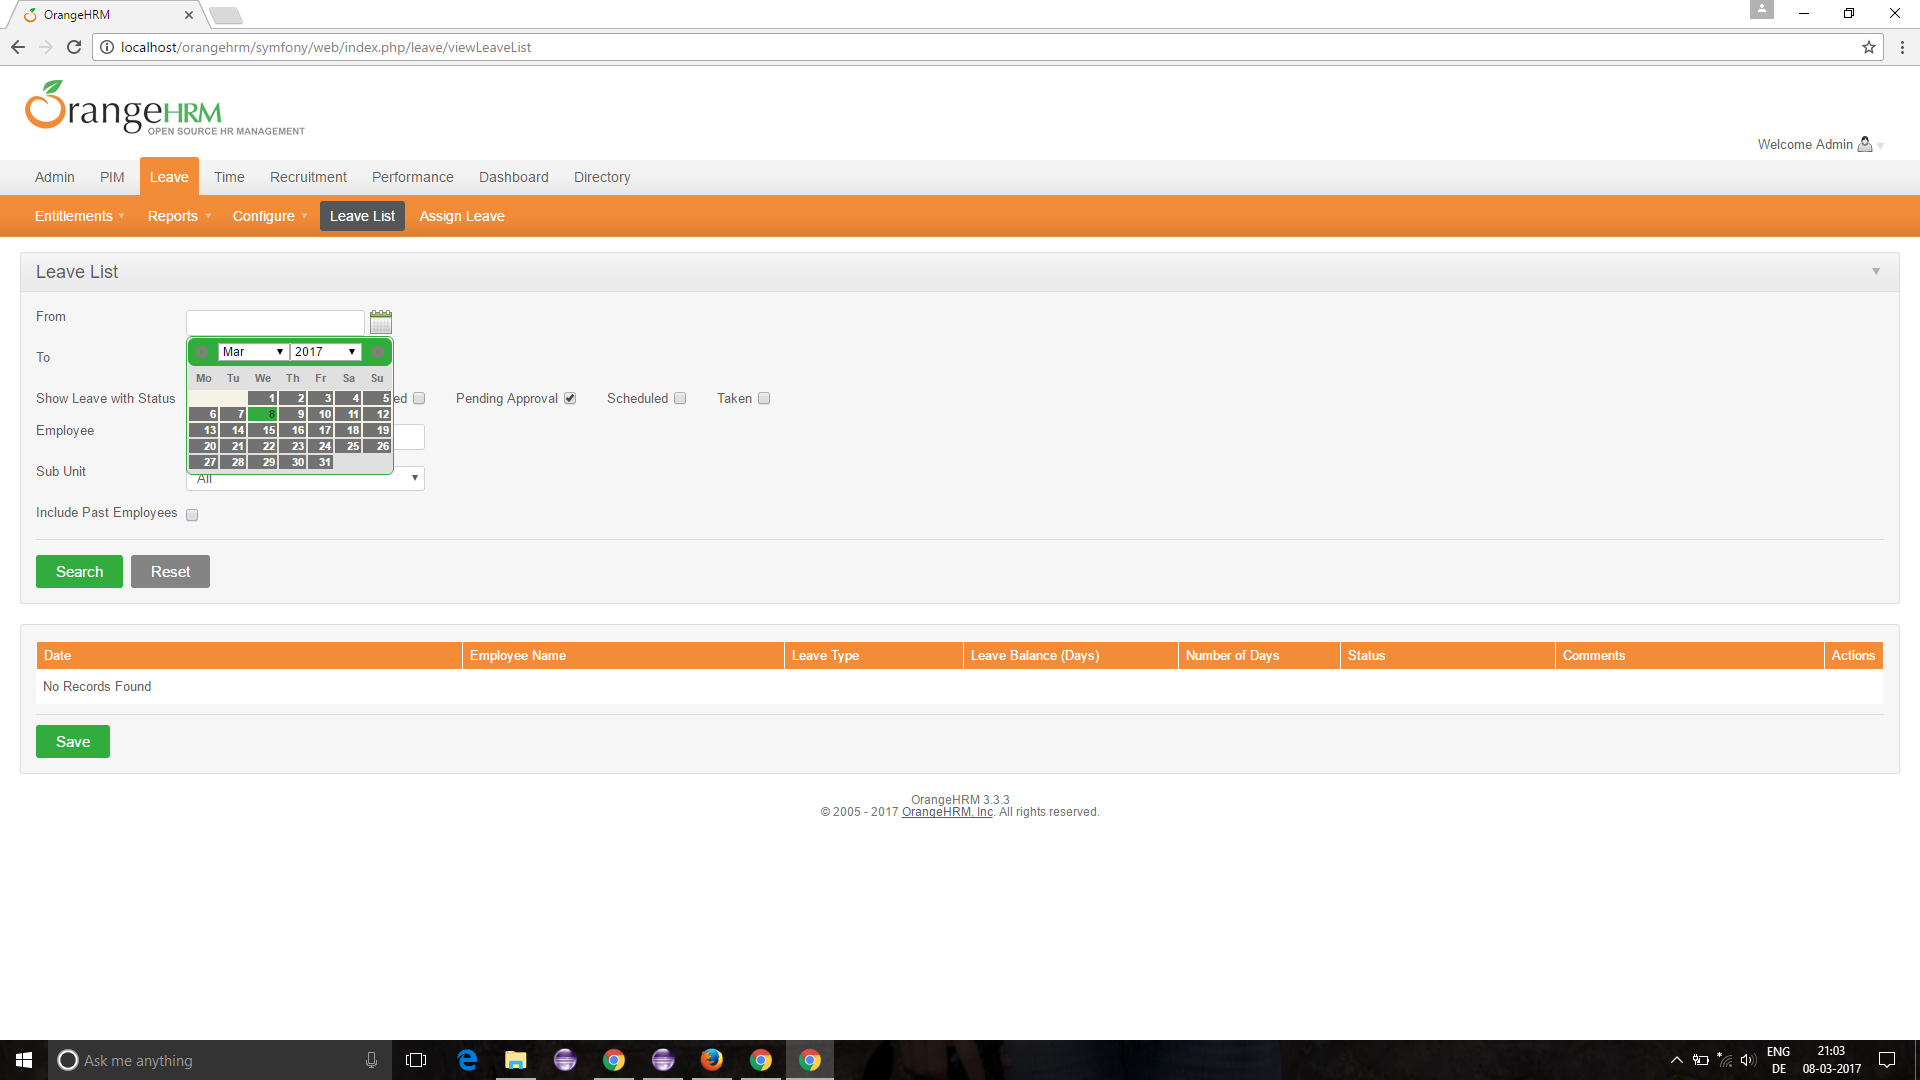 OrangeHRM
localhost/orangehrm/symfony/web/index.php/leave/viewLeaveList
OrangeHRM
OPEN SOURCE HR MANAGEMENT
Welcome Admin
Admin PIM Leave Time Recruitment Performance Dashboard Directory
Entitlements Reports Configure Leave List Assign Leave
Leave List
From
Mar 2017
To
Mo Tu We Th Fr Sa Su
Show Leave with Status ed Pending Approval Scheduled Taken
1 2 3 4 5
6 7 8 9 10 11 12
Employee
13 14 15 16 17 18 19
20 21 22 23 24 25 26
27 28 29 30 31
Sub Unit
All
Include Past Employees
Search Reset
Date Employee Name Leave Type Leave Balance (Days) Number of Days Status Comments Actions
No Records Found
Save
OrangeHRM 3.3.3
© 2005 - 2017 OrangeHRM, Inc. All rights reserved.
Ask me anything
ENG 21:03
DE 08-03-2017